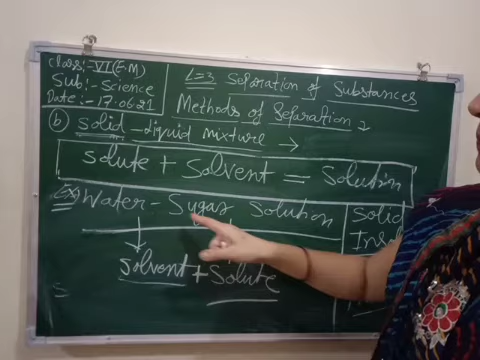 Class:- VI (E.M)
Sub:- Science
Date:- 17.06.21
L=3 Separation of Substances
Methods of Separation
(b) Solid - Liquid mixture →
Solute + Solvent = Solution
Ex) Water - Sugar Solution
Solvent + Solute
Solid